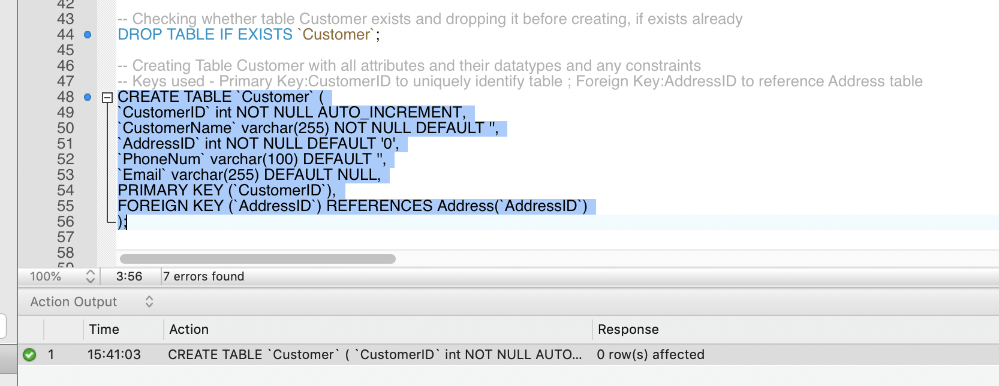 42
43 -- Checking whether table Customer exists and dropping it before creating, if exists already
44 DROP TABLE IF EXISTS `Customer`;
45
46 -- Creating Table Customer with all attributes and their datatypes and any constraints
47 -- Keys used - Primary Key:CustomerID to uniquely identify table ; Foreign Key:AddressID to reference Address table
48 CREATE TABLE `Customer` (
49 `CustomerID` int NOT NULL AUTO_INCREMENT,
50 `CustomerName` varchar(255) NOT NULL DEFAULT '',
51 `AddressID` int NOT NULL DEFAULT '0',
52 `PhoneNum` varchar(100) DEFAULT '',
53 `Email` varchar(255) DEFAULT NULL,
54 PRIMARY KEY (`CustomerID`),
55 FOREIGN KEY (`AddressID`) REFERENCES Address(`AddressID`)
56 );
57
58
59
100% 3:56 7 errors found
Action Output
Time Action Response
1 15:41:03 CREATE TABLE `Customer` ( `CustomerID` int NOT NULL AUTO... 0 row(s) affected